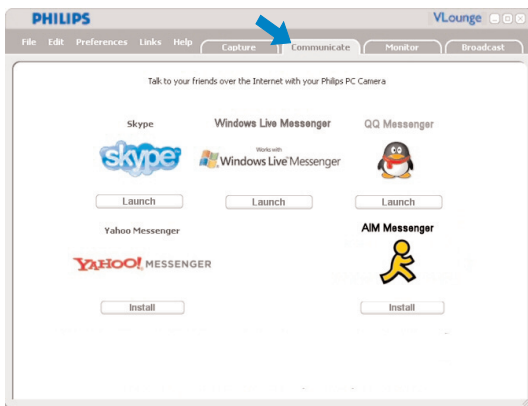 PHILIPS VLounge
File Edit Preferences Links Help Capture Communicate Monitor Broadcast
Talk to your friends over the Internet with your Philips PC Camera
Skype Windows Live Messenger QQ Messenger
skype Works with Windows Live Messenger
Launch Launch Launch
Yahoo Messenger AIM Messenger
YAHOO! MESSENGER
Install Install